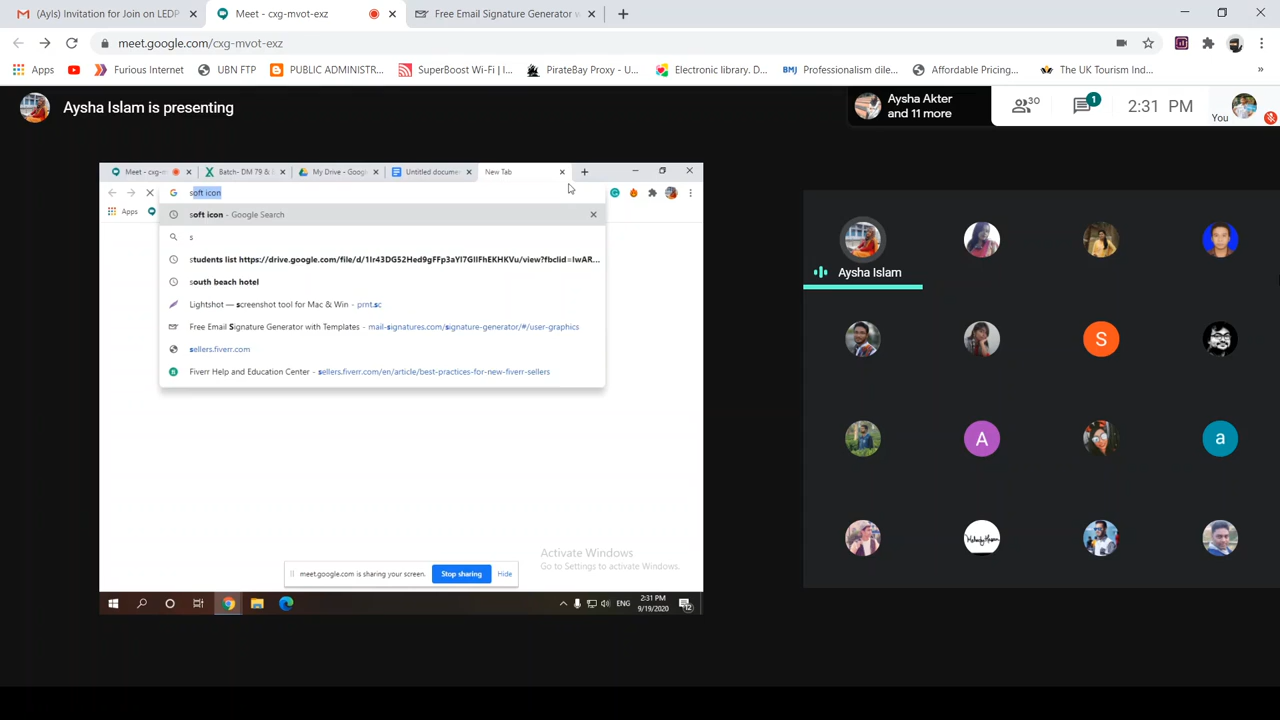 (Ayls) Invitation for Join on LEDP
Meet - cxg-mvot-exz
Free Email Signature Generator w
meet.google.com/cxg-mvot-exz
Apps
Furious Internet
UBN FTP
PUBLIC ADMINISTR...
SuperBoost Wi-Fi | I...
PirateBay Proxy - U...
Electronic library. D...
BMJ Professionalism dile...
Affordable Pricing...
The UK Tourism Ind...
»
Aysha Islam is presenting
Aysha Akter
and 11 more
30
1
2:31 PM
You
Meet - cxg-m
Batch- DM 79 &
My Drive - Goog
Untitled docume
New Tab
soft icon
Apps
soft icon - Google Search
s
students list https://drive.google.com/file/d/1Ir43DG52Hed9gFFp3aYl7GlIFhEKHKVu/view?fbclid=IwAR...
south beach hotel
Lightshot — screenshot tool for Mac & Win - prnt.sc
Free Email Signature Generator with Templates - mail-signatures.com/signature-generator/#/user-graphics
sellers.fiverr.com
Fiverr Help and Education Center - sellers.fiverr.com/en/article/best-practices-for-new-fiverr-sellers
Activate Windows
Go to Settings to activate Windows.
meet.google.com is sharing your screen.
Stop sharing
Hide
ENG
2:31 PM
9/19/2020
12
Aysha Islam
S
A
a